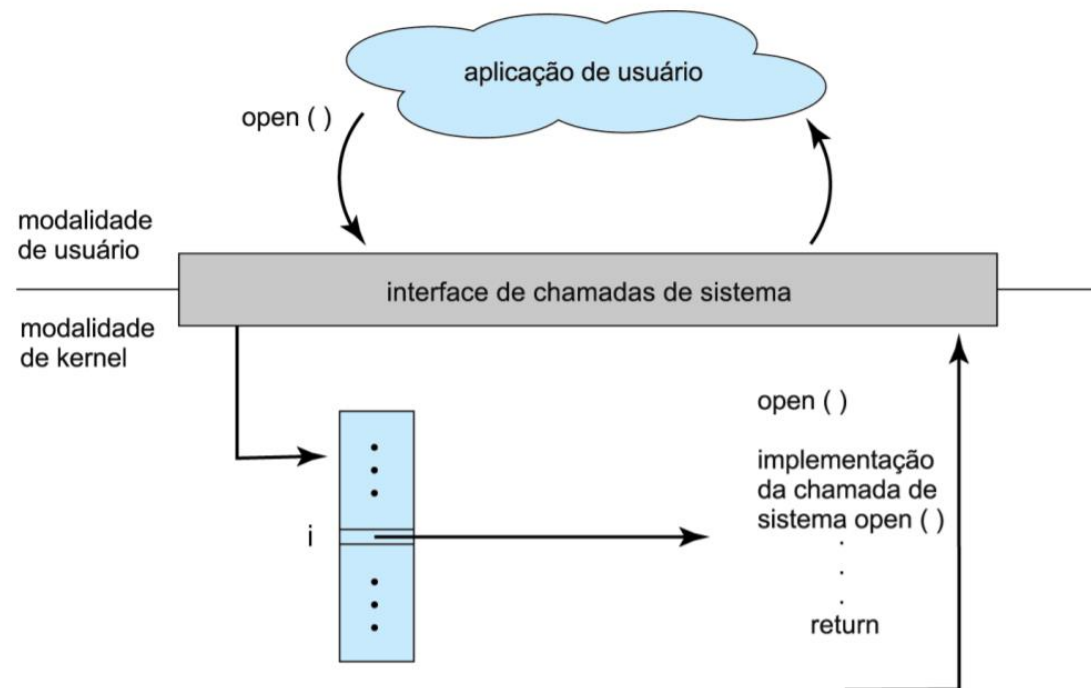 aplicação de usuário
open ( )
modalidade
de usuário
interface de chamadas de sistema
modalidade
de kernel
open ( )
implementação
da chamada de
sistema open ( )
i
.
.
.
return